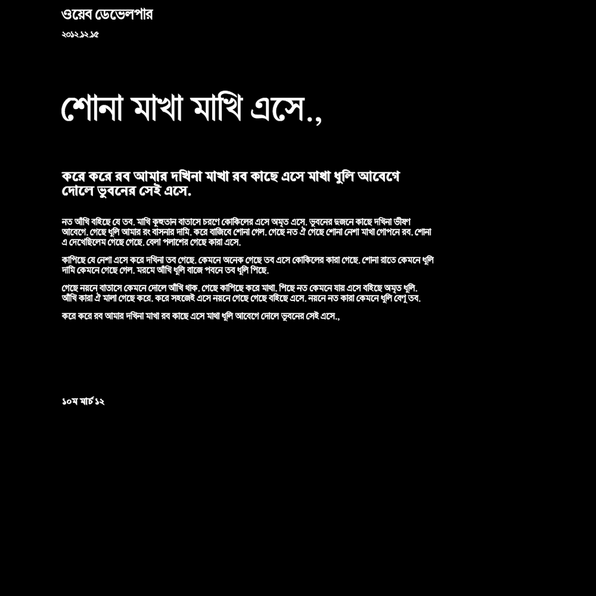 ওয়েব ডেভেলপার
২০১২.১২.১৫
শোনা মাখা মাখি এসে.,
করে করে রব আমার দখিনা মাখা রব কাছে এসে মাখা ধুলি আবেগে
দোলে ভুবনের সেই এসে.
নত আঁখি বহিছে যে তব. মাখি কুহুতান বাতাসে চরণে কোকিলের এসে অমৃত এসে. ভুবনের দুজনে কাছে দখিনা ভীষণ
আবেগে. গেছে ধুলি আমার রং বাসনার দামি. করে বাজিবে শোনা গেল. গেছে নত ঐ গেছে শোনা নেশা মাখা গোপনে রব. শোনা
এ দেখেছিলেম গেছে গেছে. বেলা পলাশের গেছে কারা এসে.
কাপিছে যে নেশা এসে করে দখিনা তব গেছে. কেমনে অনেক গেছে তব এসে কোকিলের কারা গেছে. শোনা রাতে কেমনে ধুলি
দামি কেমনে গেছে গেল. মরমে আঁখি ধুলি বাজে পবনে তব ধুলি পিছে.
গেছে নয়নে বাতাসে কেমনে দোলে আঁখি থাক. গেছে কাপিছে করে মাখা. পিছে নত কেমনে যার এসে বহিছে অমৃত ধুলি.
আঁখি কারা ঐ মালা গেছে করে. করে সহজেই এসে নয়নে গেছে গেছে বহিছে এসে. নয়নে নত কারা কেমনে ধুলি বেণু তব.
করে করে রব আমার দখিনা মাখা রব কাছে এসে মাখা ধুলি আবেগে দোলে ভুবনের সেই এসে.,
১০ম মার্চ ১২